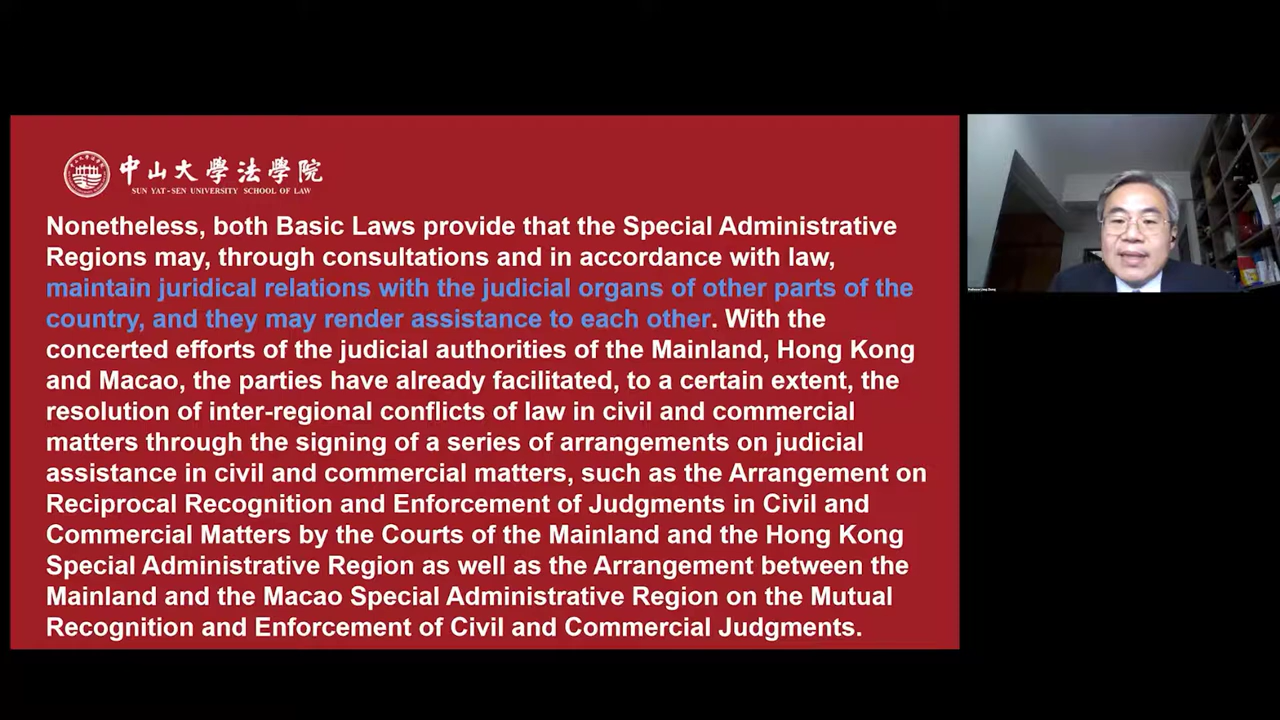 中山大學法學院
SUN YAT-SEN UNIVERSITY SCHOOL OF LAW
Nonetheless, both Basic Laws provide that the Special Administrative
Regions may, through consultations and in accordance with law,
maintain juridical relations with the judicial organs of other parts of the
country, and they may render assistance to each other. With the
concerted efforts of the judicial authorities of the Mainland, Hong Kong
and Macao, the parties have already facilitated, to a certain extent, the
resolution of inter-regional conflicts of law in civil and commercial
matters through the signing of a series of arrangements on judicial
assistance in civil and commercial matters, such as the Arrangement on
Reciprocal Recognition and Enforcement of Judgments in Civil and
Commercial Matters by the Courts of the Mainland and the Hong Kong
Special Administrative Region as well as the Arrangement between the
Mainland and the Macao Special Administrative Region on the Mutual
Recognition and Enforcement of Civil and Commercial Judgments.